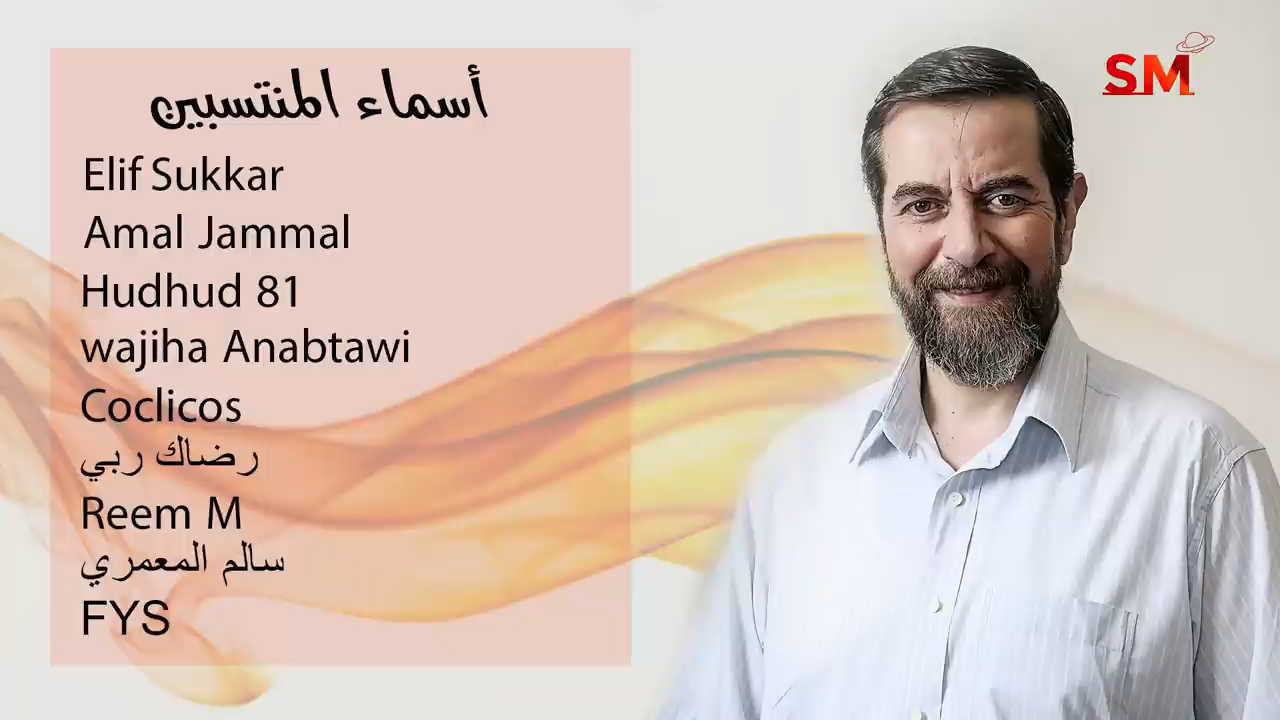 أسماء المنتسبين
Elif Sukkar
Amal Jammal
Hudhud 81
wajiha Anabtawi
Coclicos
رضاك ربي
Reem M
سالم المعمري
FYS
SM